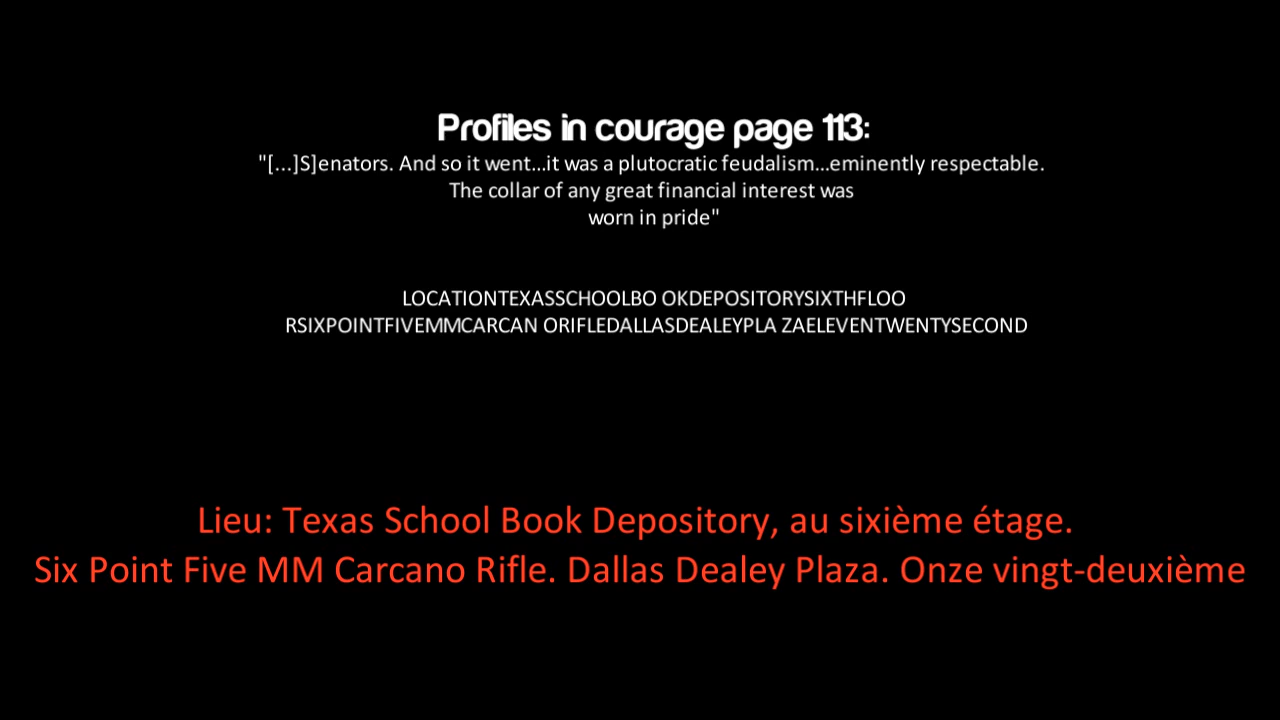 Profiles in courage page 113:
"[...]S]enators. And so it went...it was a plutocratic feudalism...eminently respectable.
The collar of any great financial interest was
worn in pride"
LOCATIONTEXASSCHOOLBO OKDEPOSITORYSIXTHFLOO
RSIXPOINTFIVEMMCARCAN ORIFLEDALLASDEALEYPLA ZAELEVENTWENTYSECOND
Lieu: Texas School Book Depository, au sixième étage.
Six Point Five MM Carcano Rifle. Dallas Dealey Plaza. Onze vingt-deuxième